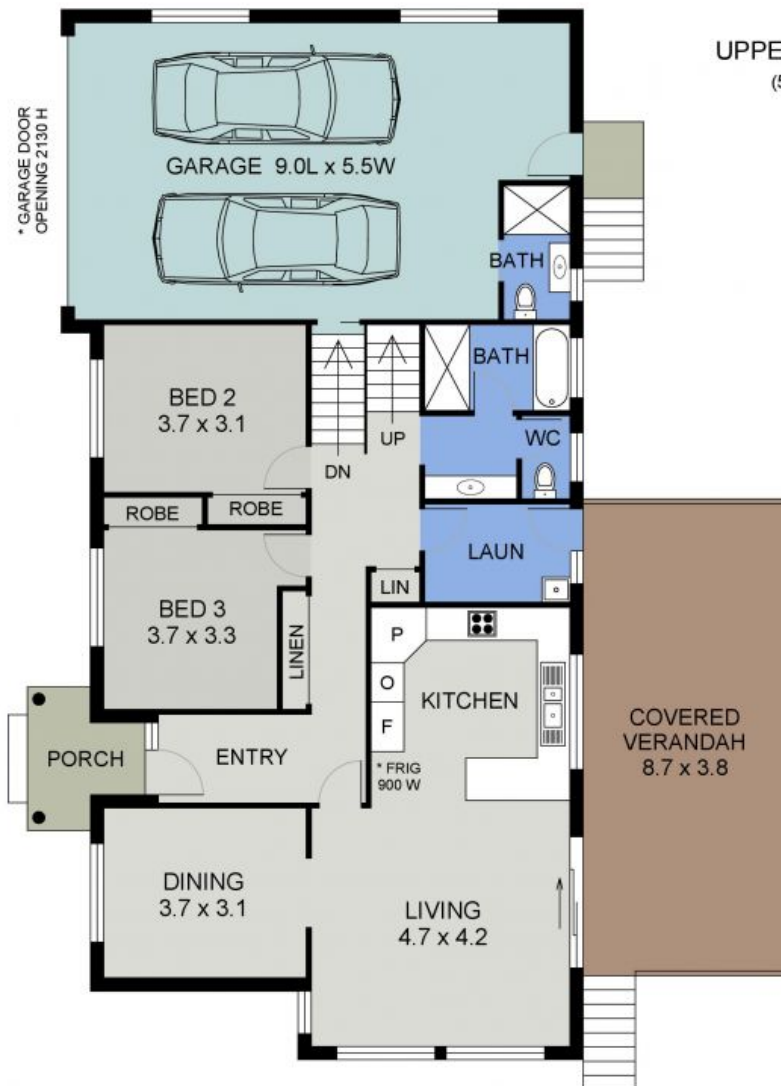 UPPE
(5
* GARAGE DOOR
OPENING 2130 H
GARAGE 9.0L x 5.5W
BATH
BATH
BED 2
3.7 x 3.1
UP
WC
DN
ROBE
ROBE
LAUN
LIN
BED 3
3.7 x 3.3
LINEN
P
O
F
KITCHEN
* FRIG
900 W
PORCH
ENTRY
COVERED
VERANDAH
8.7 x 3.8
DINING
3.7 x 3.1
LIVING
4.7 x 4.2